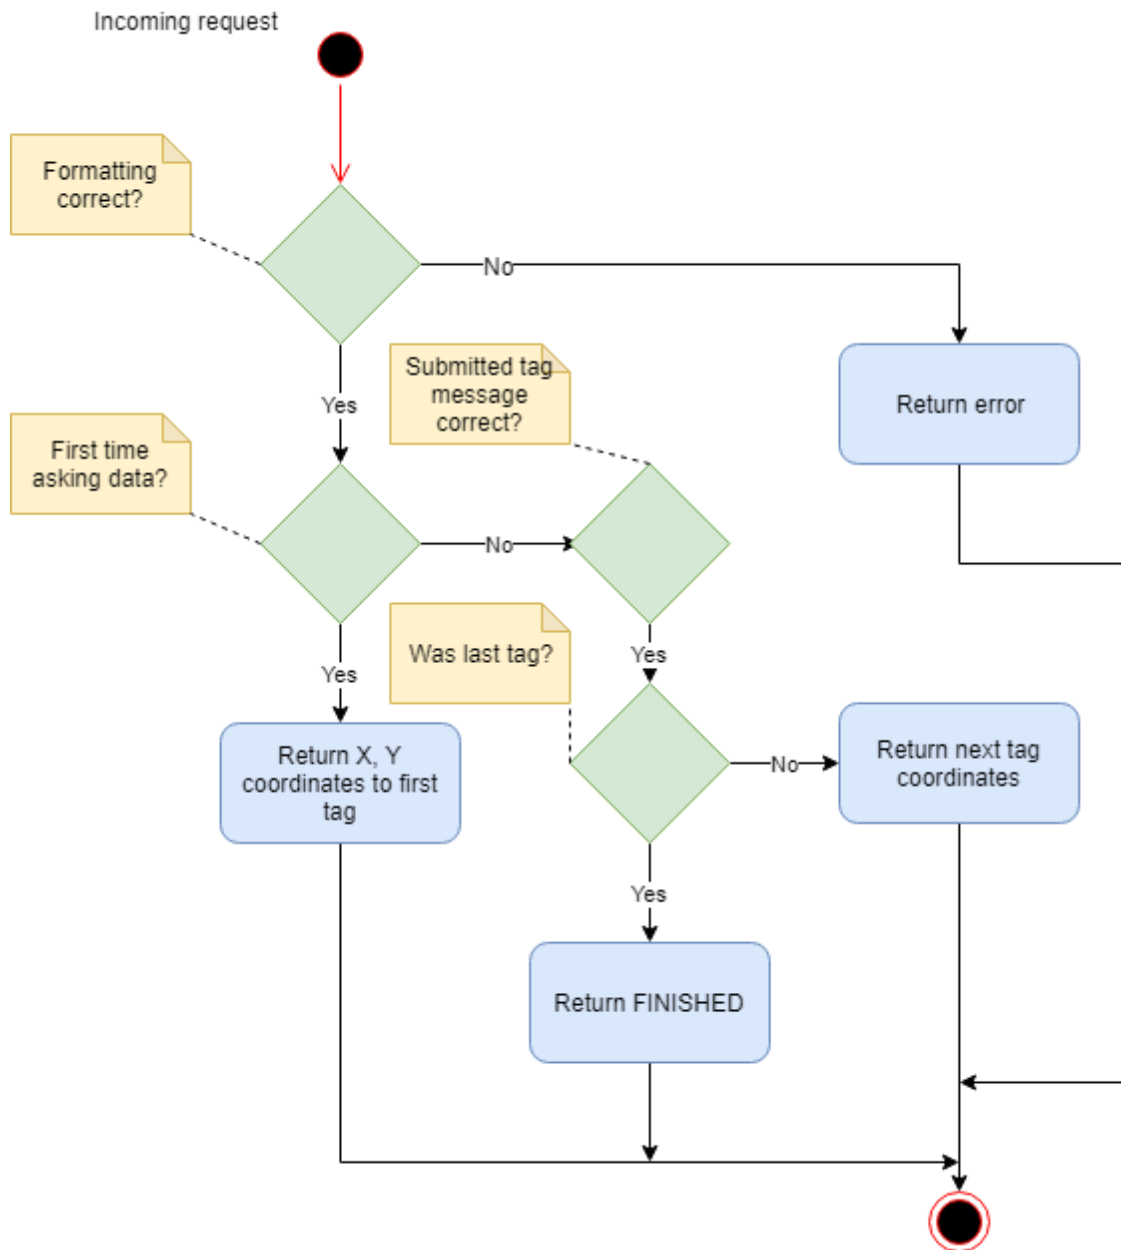 Incoming request
Formatting
correct?
No
Submitted tag
message
correct?
Yes
Return error
First time
asking data?
No
Was last tag?
Yes
Yes
Return X, Y
coordinates to first
tag
No
Return next tag
coordinates
Yes
Return FINISHED